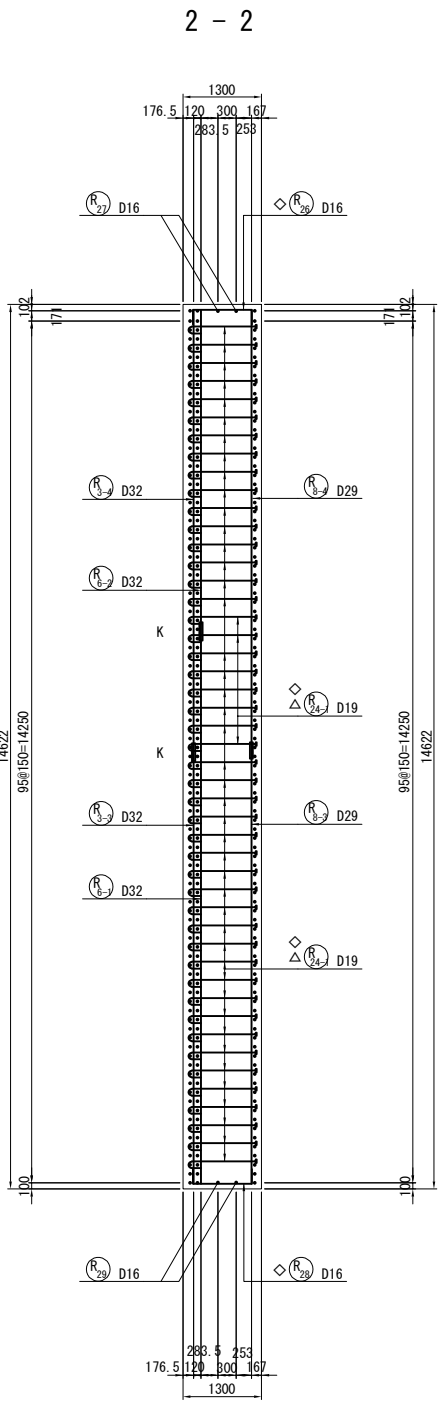 2 - 2
1300
176.5 120 300 167
283.5 253
R27 D16
◇ R26 D16
102
171
171
102
R3-4 D32
R8-4 D29
R6-2 D32
K
◇
△ R24-1 D19
K
14622
95@150=14250
95@150=14250
14622
R3-3 D32
R8-3 D29
R6-1 D32
◇
△ R24-1 D19
100
100
R29 D16
◇ R28 D16
283.5 253
176.5 120 300 167
1300